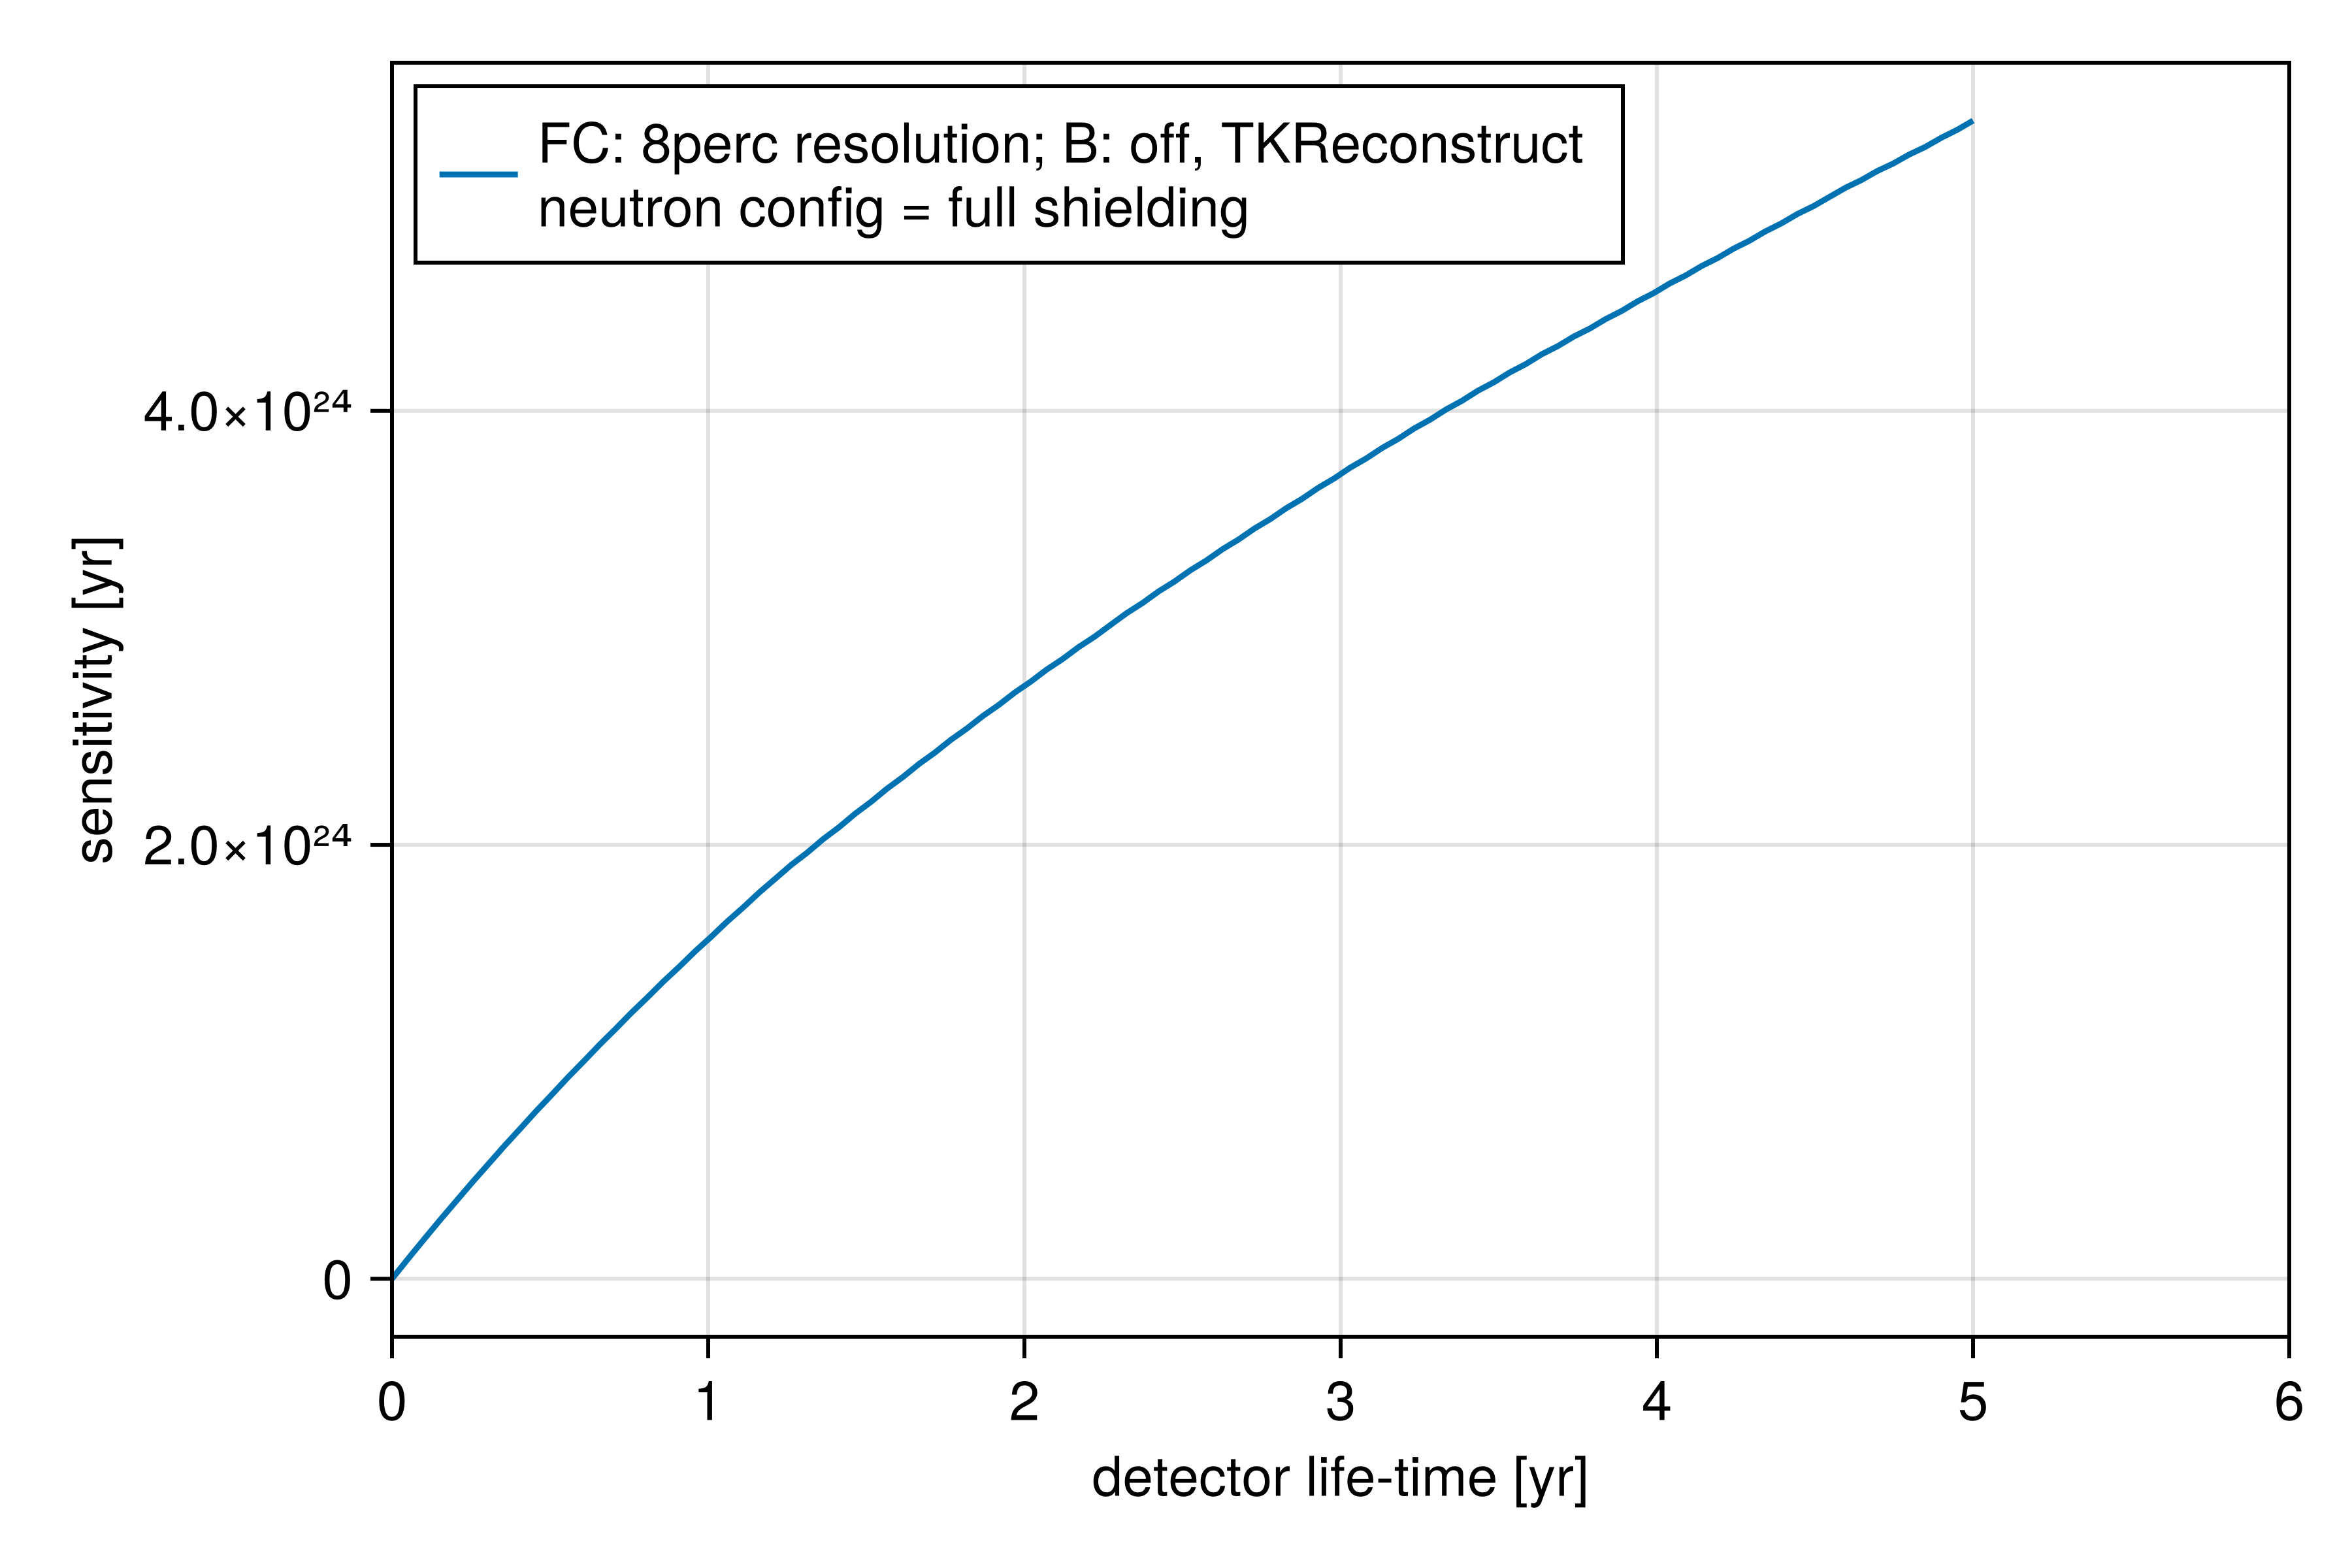 FC: 8perc resolution; B: off, TKReconstruct
neutron config = full shielding
sensitivity [yr]
4.0×10²⁴
2.0×10²⁴
0
0 1 2 3 4 5 6
detector life-time [yr]